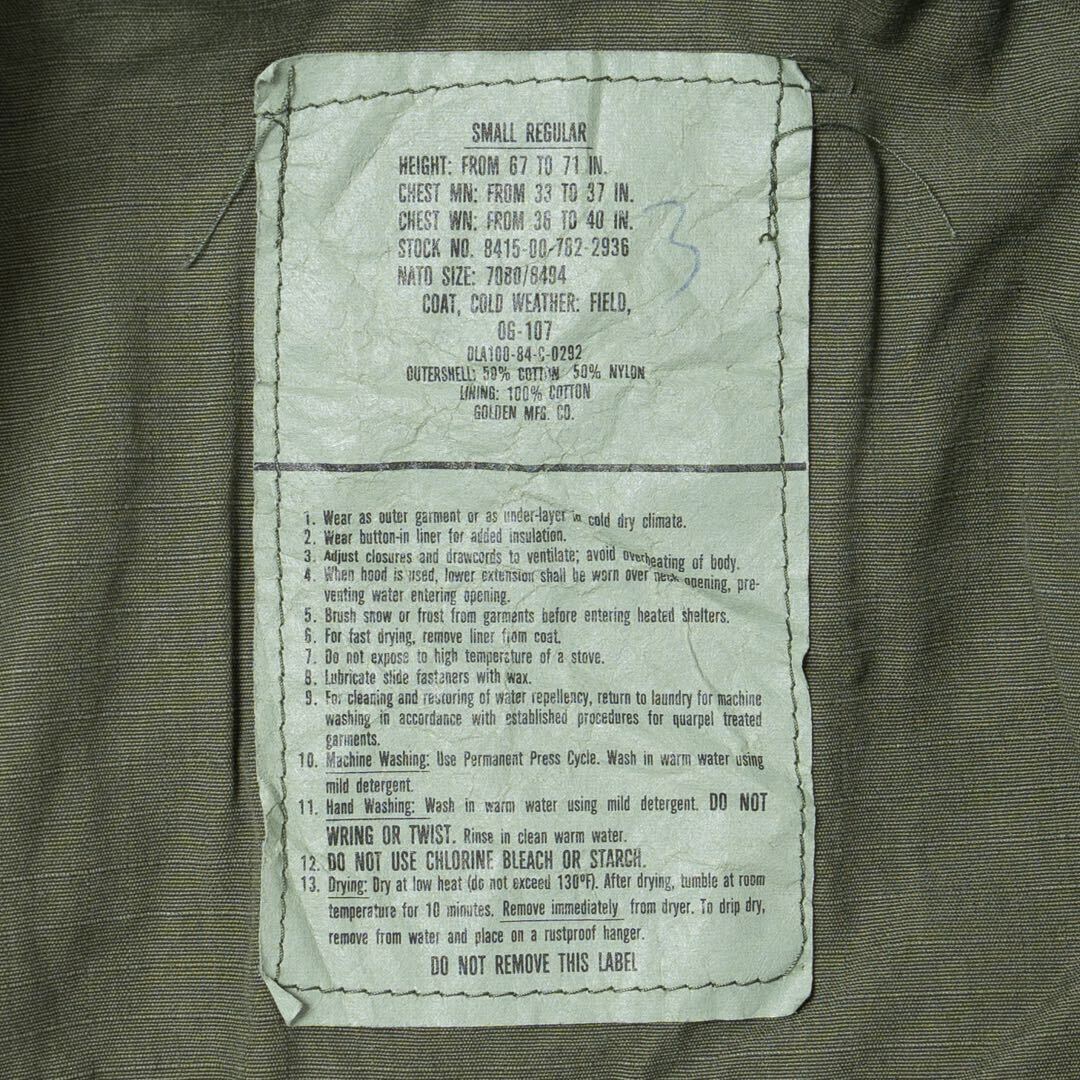 SMALL REGULAR
HEIGHT: FROM 67 TO 71 IN.
CHEST MN: FROM 33 TO 37 IN.
CHEST WN: FROM 36 TO 40 IN.
STOCK NO. 8415-00-782-2936
NATO SIZE: 7080/8494
COAT, COLD WEATHER: FIELD,
OG-107
DLA100-84-C-0292
OUTERSHELL: 50% COTTON 50% NYLON
LINING: 100% COTTON
GOLDEN MFG. CO.
3
1. Wear as outer garment or as under-layer in cold dry climate.
2. Wear button-in liner for added insulation.
3. Adjust closures and drawcords to ventilate; avoid overheating of body.
4. When hood is used, lower extension shall be worn over neck opening, pre-
venting water entering opening.
5. Brush snow or frost from garments before entering heated shelters.
6. For fast drying, remove liner from coat.
7. Do not expose to high temperature of a stove.
8. Lubricate slide fasteners with wax.
9. For cleaning and restoring of water repellency, return to laundry for machine
washing in accordance with established procedures for quarpel treated
garments.
10. Machine Washing: Use Permanent Press Cycle. Wash in warm water using
mild detergent.
11. Hand Washing: Wash in warm water using mild detergent. DO NOT
WRING OR TWIST. Rinse in clean warm water.
12. DO NOT USE CHLORINE BLEACH OR STARCH.
13. Drying: Dry at low heat (do not exceed 130°F). After drying, tumble at room
temperature for 10 minutes. Remove immediately from dryer. To drip dry,
remove from water and place on a rustproof hanger.
DO NOT REMOVE THIS LABEL